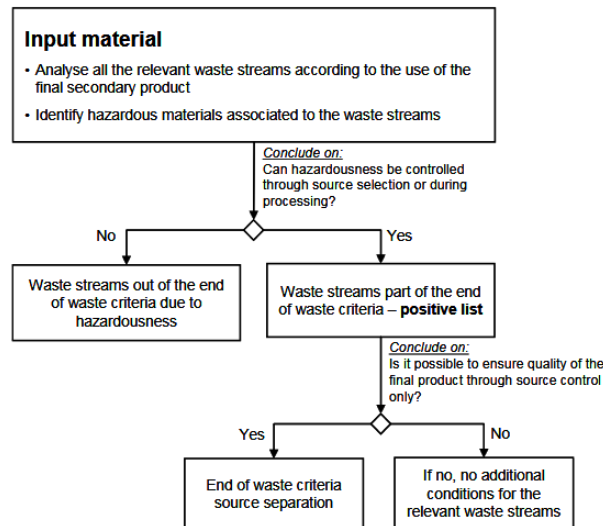 Input material
• Analyse all the relevant waste streams according to the use of the
final secondary product
• Identify hazardous materials associated to the waste streams
Conclude on:
Can hazardousness be controlled
through source selection or during
processing?
No
Yes
Waste streams out of the end
of waste criteria due to
hazardousness
Waste streams part of the end
of waste criteria – positive list
Conclude on:
Is it possible to ensure quality of the
final product through source control
only?
Yes
No
End of waste criteria
source separation
If no, no additional
conditions for the
relevant waste streams